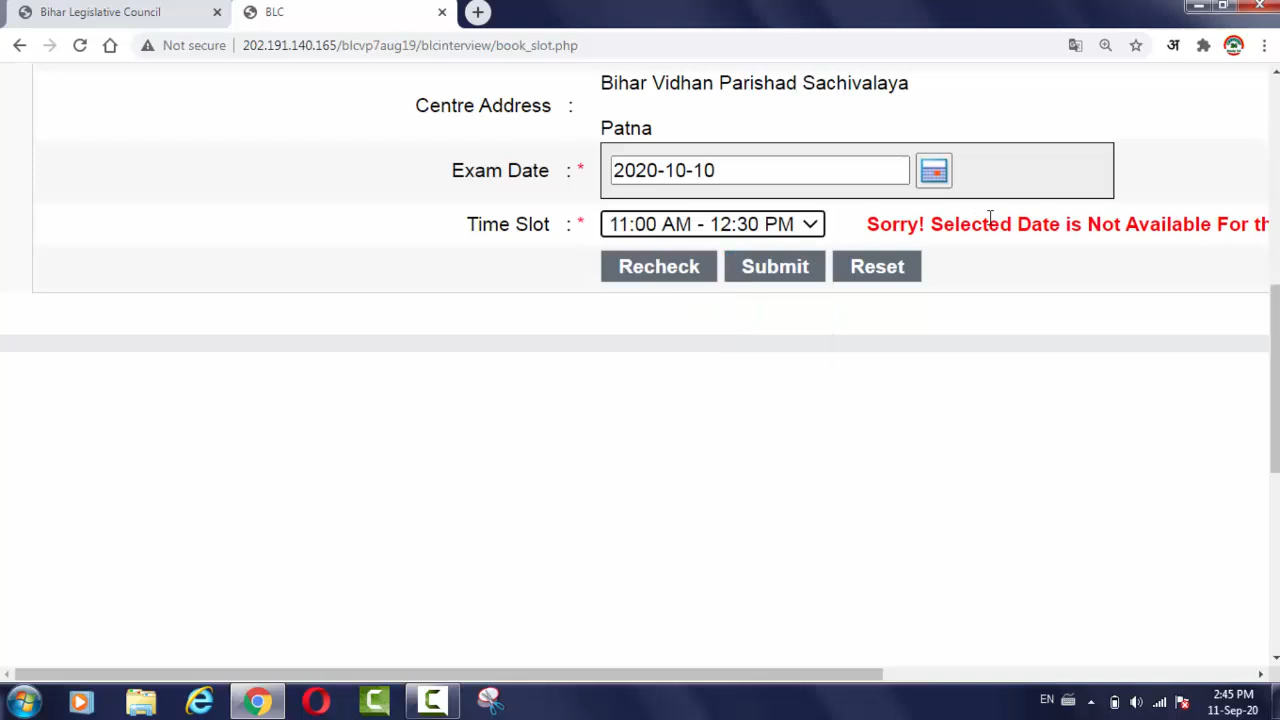 Bihar Legislative Council
BLC
Not secure
202.191.140.165/blcvp7aug19/blcinterview/book_slot.php
अ
Centre Address :
Bihar Vidhan Parishad Sachivalaya
Patna
Exam Date : *
2020-10-10
Time Slot : *
11:00 AM - 12:30 PM
Sorry! Selected Date is Not Available For th
Recheck
Submit
Reset
EN
2:45 PM
11-Sep-20